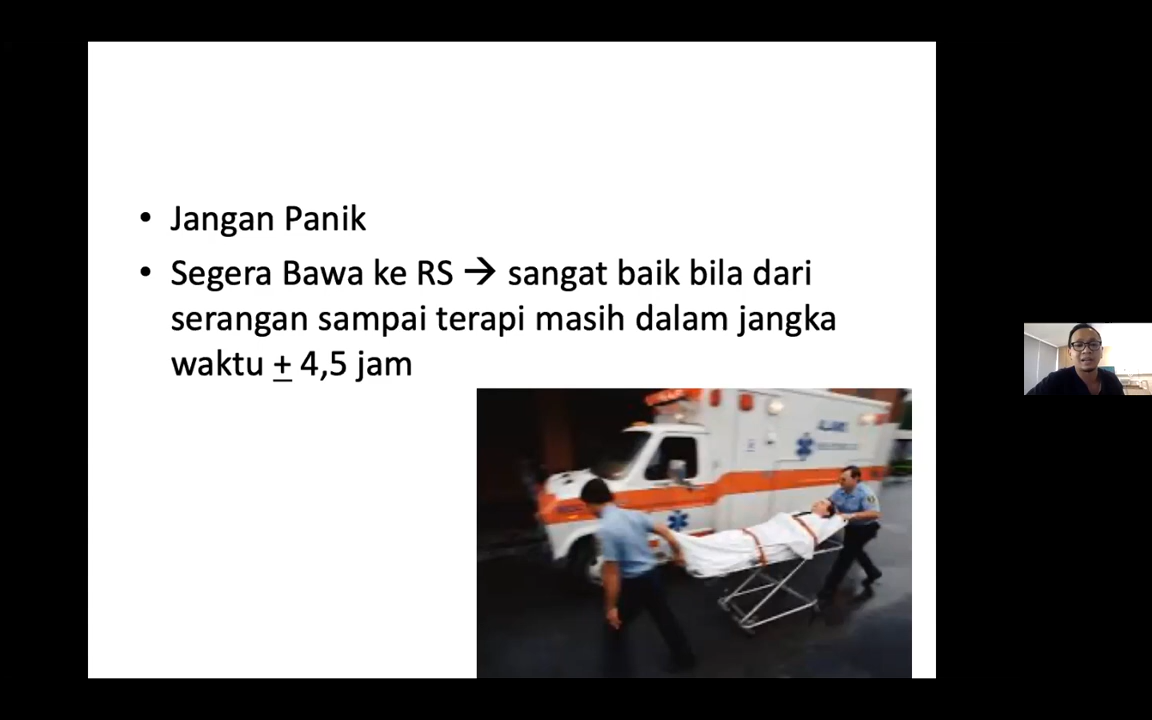 • Jangan Panik
• Segera Bawa ke RS → sangat baik bila dari
serangan sampai terapi masih dalam jangka
waktu ± 4,5 jam